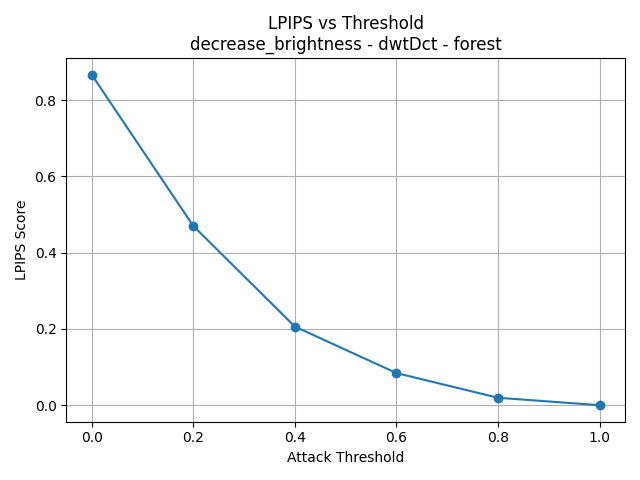 LPIPS vs Threshold
decrease_brightness - dwtDct - forest
LPIPS Score
0.8
0.6
0.4
0.2
0.0
0.0 0.2 0.4 0.6 0.8 1.0
Attack Threshold